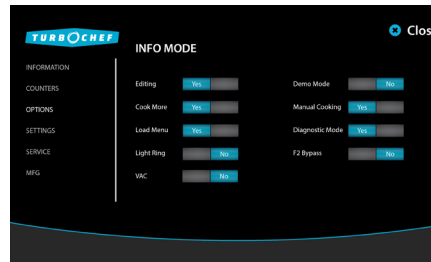 TURBOCHEF
Clos
INFO MODE
INFORMATION
COUNTERS
OPTIONS
SETTINGS
SERVICE
MFG
Editing Yes
Cook More Yes
Load Menu Yes
Light Ring No
VAC No
Demo Mode No
Manual Cooking Yes
Diagnostic Mode Yes
F2 Bypass No